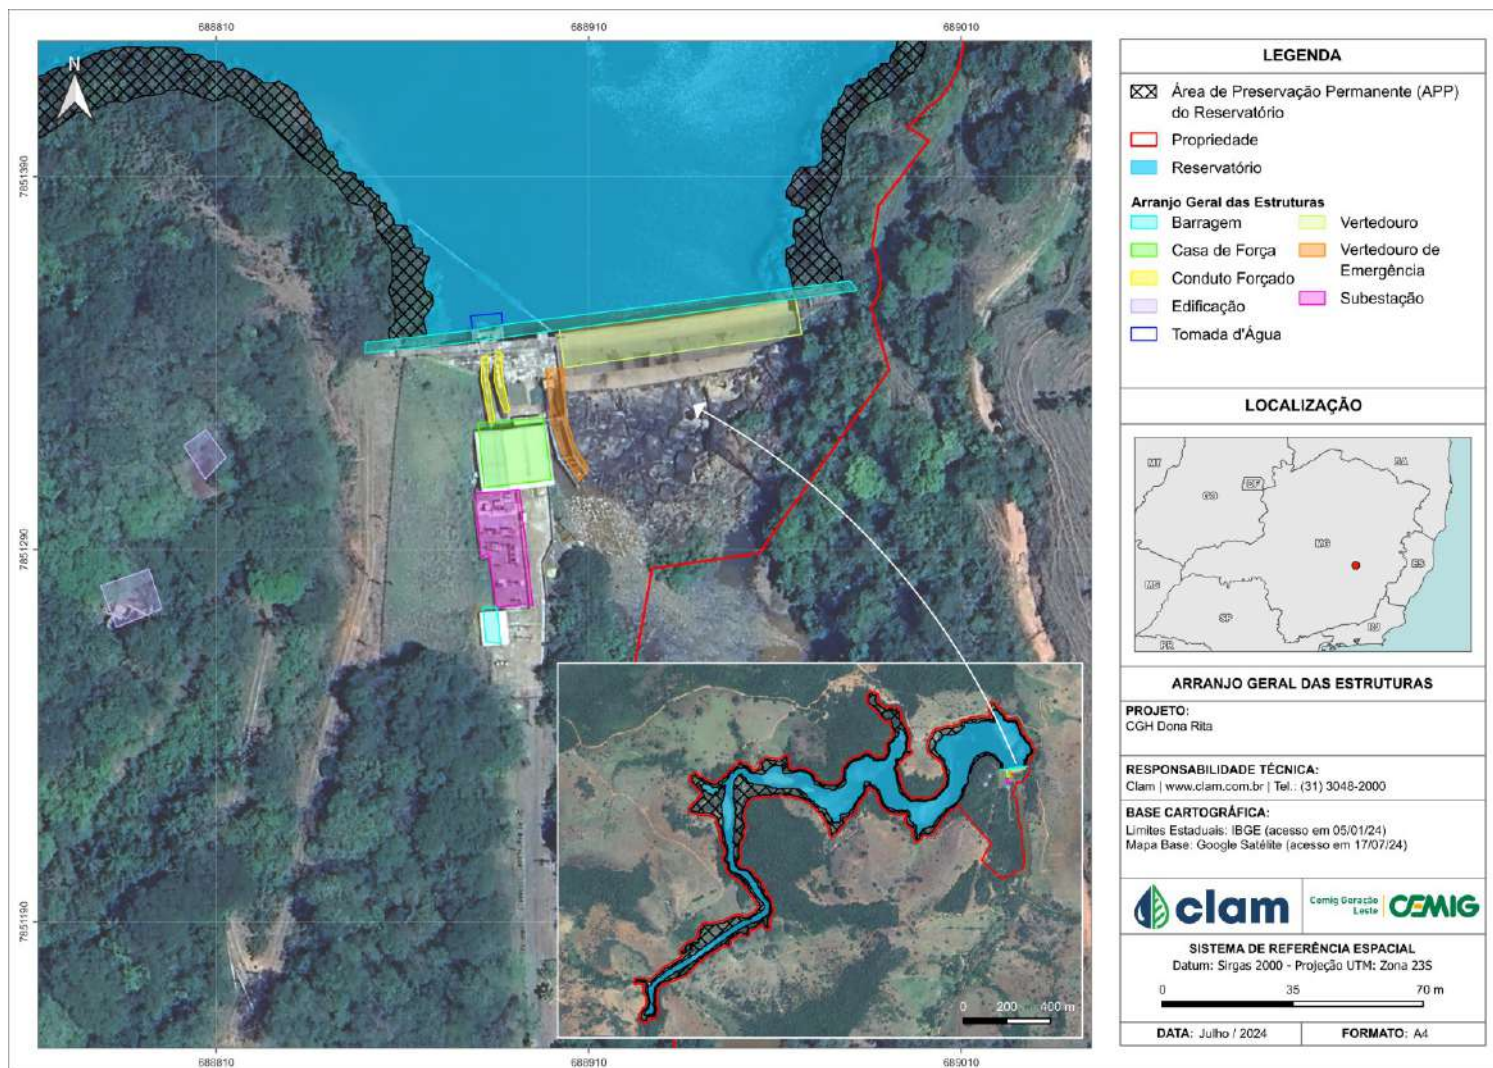 688810
688910
689010
N
7851390
7851290
7851190
688810
688910
689010
0 200 400 m
LEGENDA
Área de Preservação Permanente (APP)
do Reservatório
Propriedade
Reservatório
Arranjo Geral das Estruturas
Barragem
Vertedouro
Casa de Força
Vertedouro de
Emergência
Conduto Forçado
Edificação
Subestação
Tomada d'Água
LOCALIZAÇÃO
MT
BA
GO
DF
MG
ES
MS
SP
RJ
PR
ARRANJO GERAL DAS ESTRUTURAS
PROJETO:
CGH Dona Rita
RESPONSABILIDADE TÉCNICA:
Clam | www.clam.com.br | Tel.: (31) 3048-2000
BASE CARTOGRÁFICA:
Limites Estaduais: IBGE (acesso em 05/01/24)
Mapa Base: Google Satélite (acesso em 17/07/24)
clam
Cemig Geração
Leste
CEMIG
SISTEMA DE REFERÊNCIA ESPACIAL
Datum: Sirgas 2000 - Projeção UTM: Zona 23S
0 35 70 m
DATA: Julho / 2024
FORMATO: A4